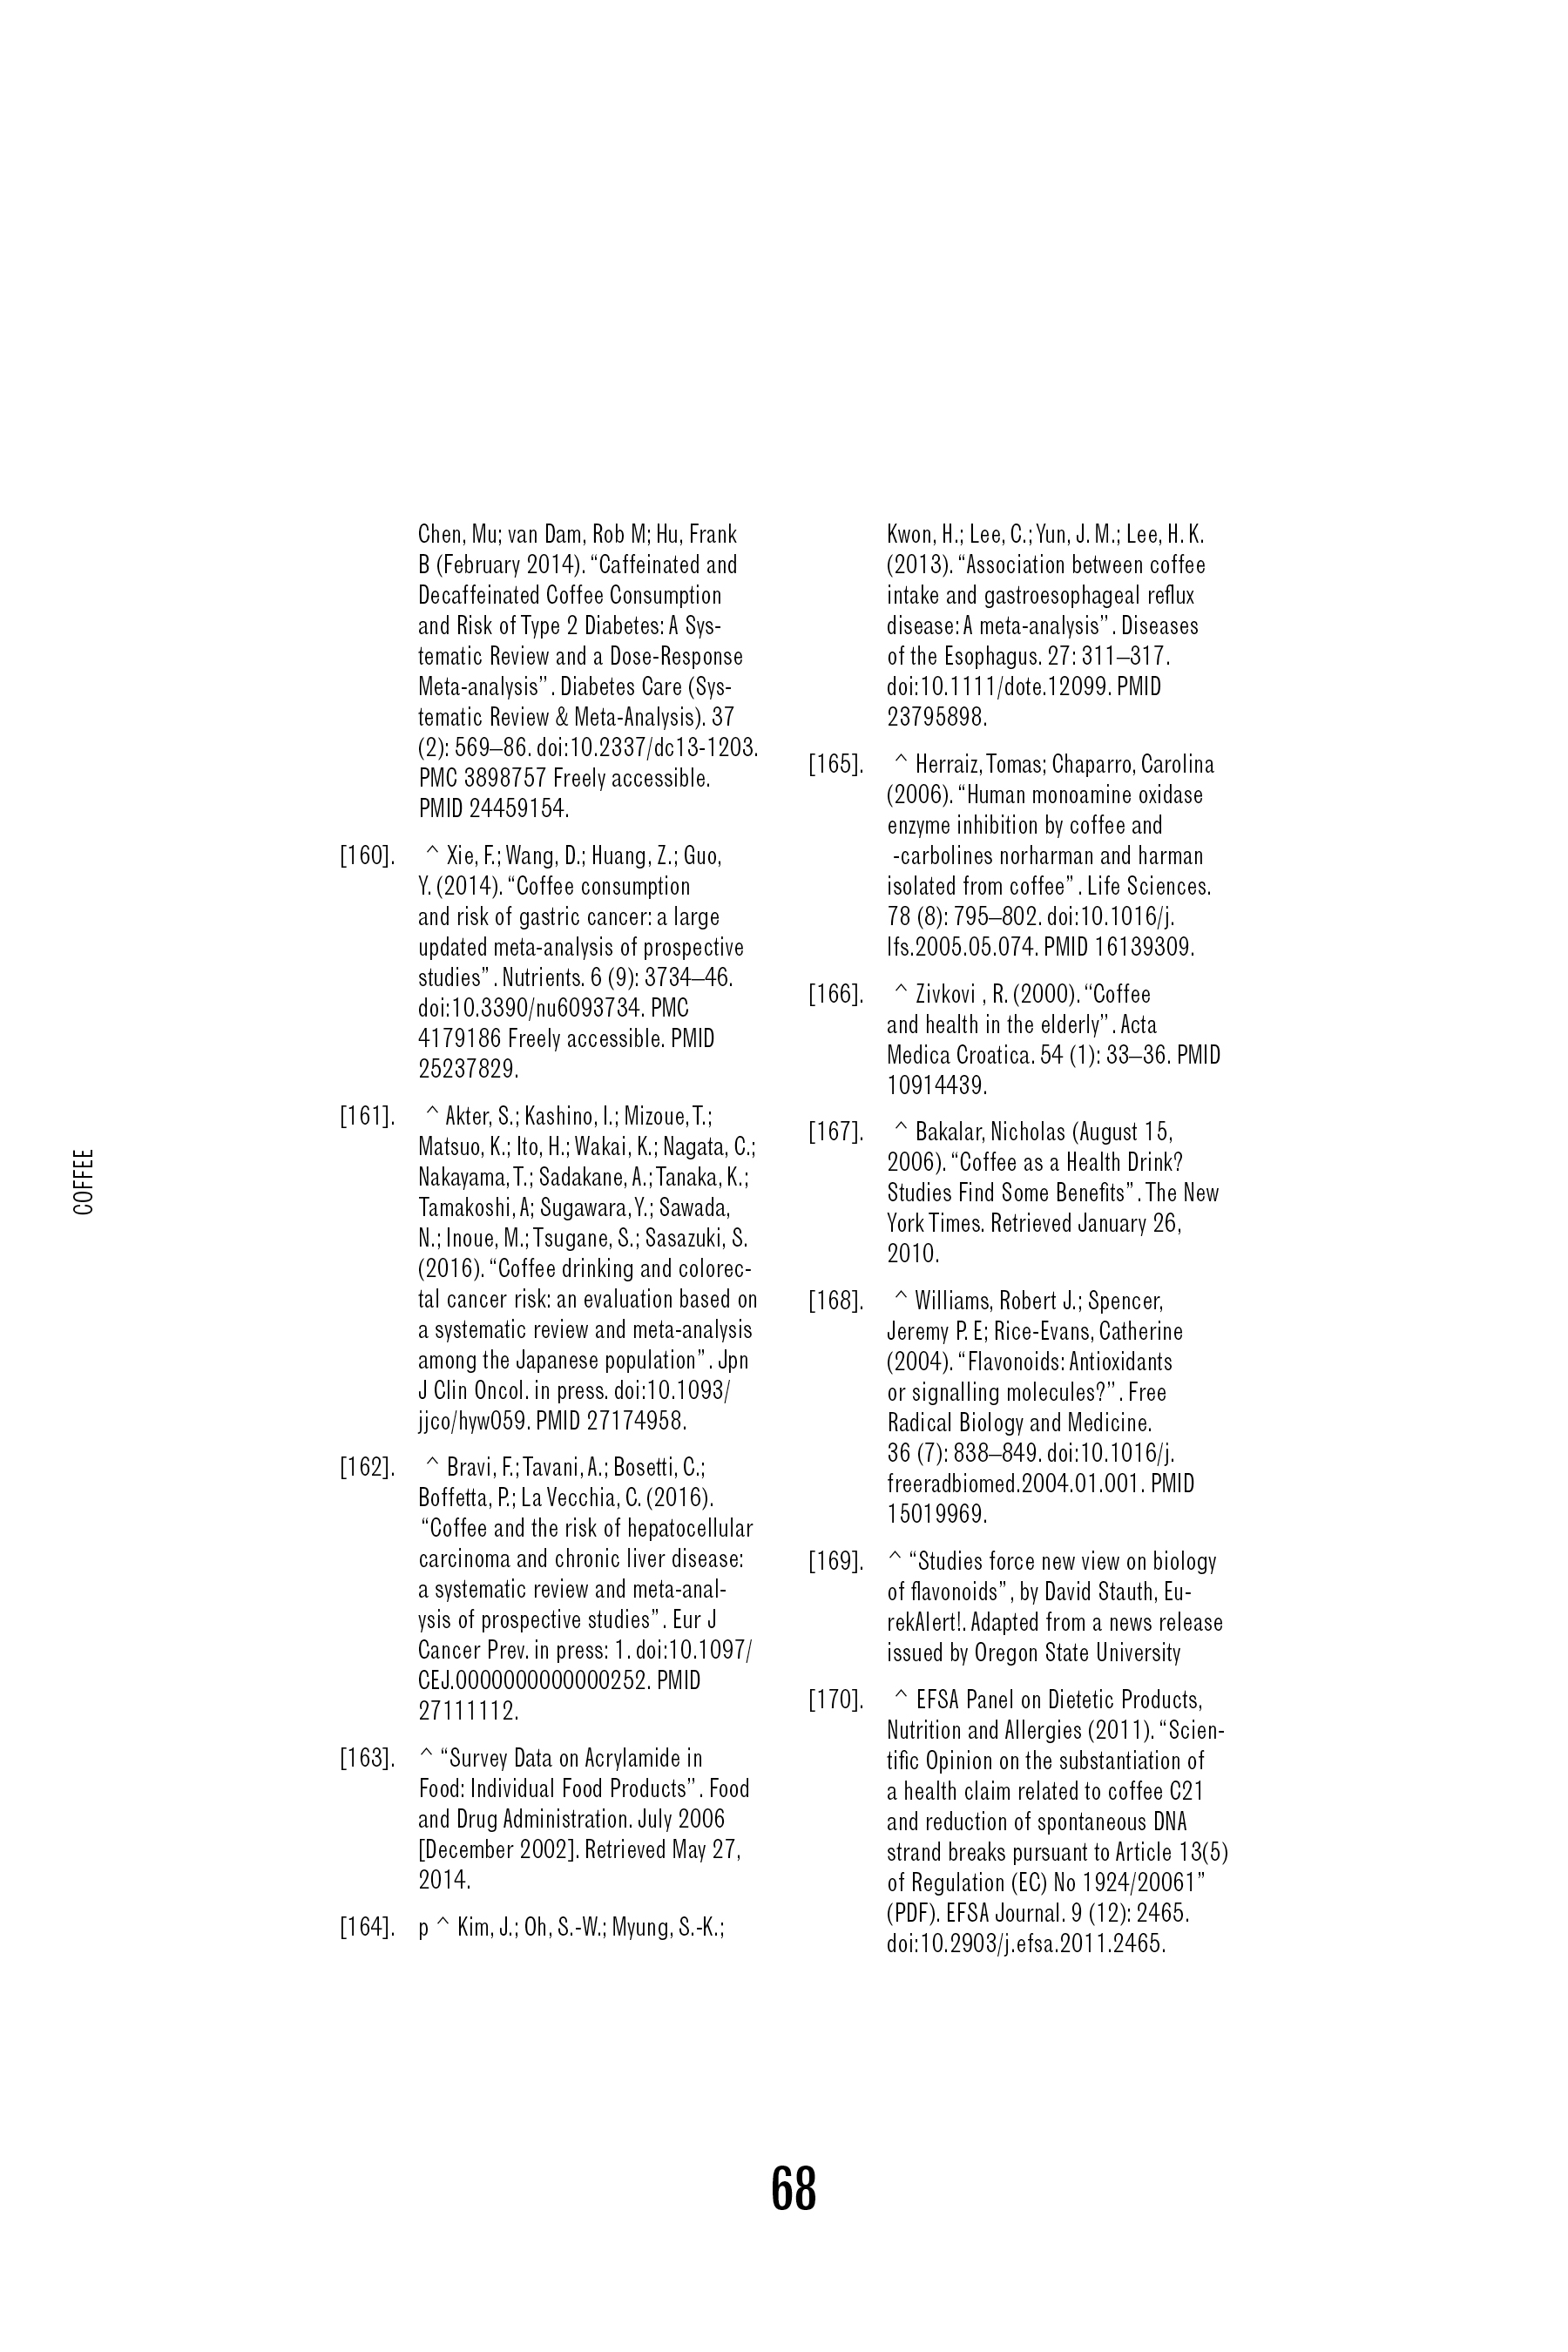 Chen, Mu; van Dam, Rob M; Hu, Frank
B (February 2014). “Caffeinated and
Decaffeinated Coffee Consumption
and Risk of Type 2 Diabetes: A Sys-
tematic Review and a Dose-Response
Meta-analysis”. Diabetes Care (Sys-
tematic Review & Meta-Analysis). 37
(2): 569–86. doi:10.2337/dc13-1203.
PMC 3898757 Freely accessible.
PMID 24459154.
[160]. ^ Xie, F.; Wang, D.; Huang, Z.; Guo,
Y. (2014). “Coffee consumption
and risk of gastric cancer: a large
updated meta-analysis of prospective
studies”. Nutrients. 6 (9): 3734–46.
doi:10.3390/nu6093734. PMC
4179186 Freely accessible. PMID
25237829.
[161]. ^ Akter, S.; Kashino, I.; Mizoue, T.;
Matsuo, K.; Ito, H.; Wakai, K.; Nagata, C.;
Nakayama, T.; Sadakane, A.; Tanaka, K.;
Tamakoshi, A; Sugawara, Y.; Sawada,
N.; Inoue, M.; Tsugane, S.; Sasazuki, S.
(2016). “Coffee drinking and colorec-
tal cancer risk: an evaluation based on
a systematic review and meta-analysis
among the Japanese population”. Jpn
J Clin Oncol. in press. doi:10.1093/
jjco/hyw059. PMID 27174958.
[162]. ^ Bravi, F.; Tavani, A.; Bosetti, C.;
Boffetta, P.; La Vecchia, C. (2016).
“Coffee and the risk of hepatocellular
carcinoma and chronic liver disease:
a systematic review and meta-anal-
ysis of prospective studies”. Eur J
Cancer Prev. in press: 1. doi:10.1097/
CEJ.0000000000000252. PMID
27111112.
[163]. ^ “Survey Data on Acrylamide in
Food: Individual Food Products”. Food
and Drug Administration. July 2006
[December 2002]. Retrieved May 27,
2014.
[164]. p ^ Kim, J.; Oh, S.-W.; Myung, S.-K.;
Kwon, H.; Lee, C.; Yun, J. M.; Lee, H. K.
(2013). “Association between coffee
intake and gastroesophageal reflux
disease: A meta-analysis”. Diseases
of the Esophagus. 27: 311–317.
doi:10.1111/dote.12099. PMID
23795898.
[165]. ^ Herraiz, Tomas; Chaparro, Carolina
(2006). “Human monoamine oxidase
enzyme inhibition by coffee and
-carbolines norharman and harman
isolated from coffee”. Life Sciences.
78 (8): 795–802. doi:10.1016/j.
lfs.2005.05.074. PMID 16139309.
[166]. ^ Zivkovi , R. (2000). “Coffee
and health in the elderly”. Acta
Medica Croatica. 54 (1): 33–36. PMID
10914439.
[167]. ^ Bakalar, Nicholas (August 15,
2006). “Coffee as a Health Drink?
Studies Find Some Benefits”. The New
York Times. Retrieved January 26,
2010.
[168]. ^ Williams, Robert J.; Spencer,
Jeremy P. E; Rice-Evans, Catherine
(2004). “Flavonoids: Antioxidants
or signalling molecules?”. Free
Radical Biology and Medicine.
36 (7): 838–849. doi:10.1016/j.
freeradbiomed.2004.01.001. PMID
15019969.
[169]. ^ “Studies force new view on biology
of flavonoids”, by David Stauth, Eu-
rekAlert!. Adapted from a news release
issued by Oregon State University
[170]. ^ EFSA Panel on Dietetic Products,
Nutrition and Allergies (2011). “Scien-
tific Opinion on the substantiation of
a health claim related to coffee C21
and reduction of spontaneous DNA
strand breaks pursuant to Article 13(5)
of Regulation (EC) No 1924/20061”
(PDF). EFSA Journal. 9 (12): 2465.
doi:10.2903/j.efsa.2011.2465.
COFFEE
68